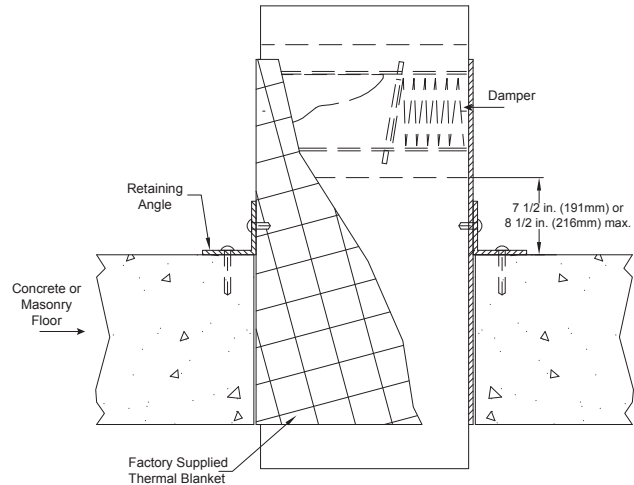 Damper
Retaining
Angle
7 1/2 in. (191mm) or
8 1/2 in. (216mm) max.
Concrete or
Masonry
Floor
Factory Supplied
Thermal Blanket